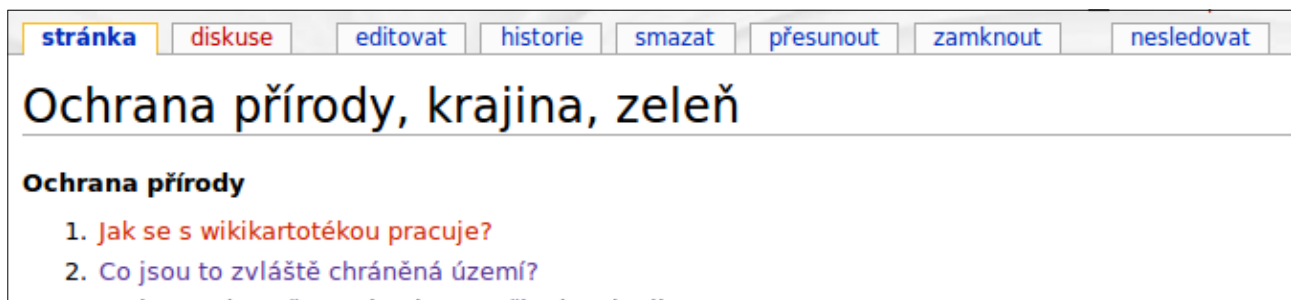 stránka diskuse editovat historie smazat přesunout zamknout nesledovat
Ochrana přírody, krajina, zeleň
Ochrana přírody
1. Jak se s wikikartotékou pracuje?
2. Co jsou to zvláště chráněná území?